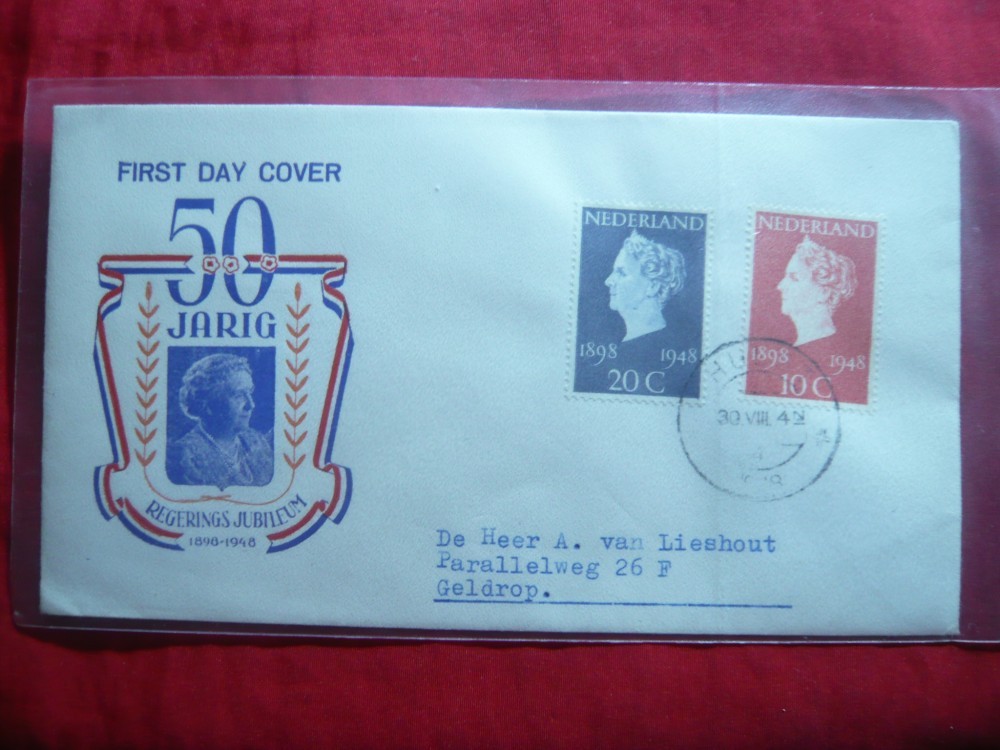 FIRST DAY COVER
50
JARIG
REGERINGS JUBILEUM
1898-1948
NEDERLAND
1898 1948
20 C
NEDERLAND
1898 1948
10 C
30 VIII 4
De Heer A. van Lieshout
Parallelweg 26 F
Geldrop.